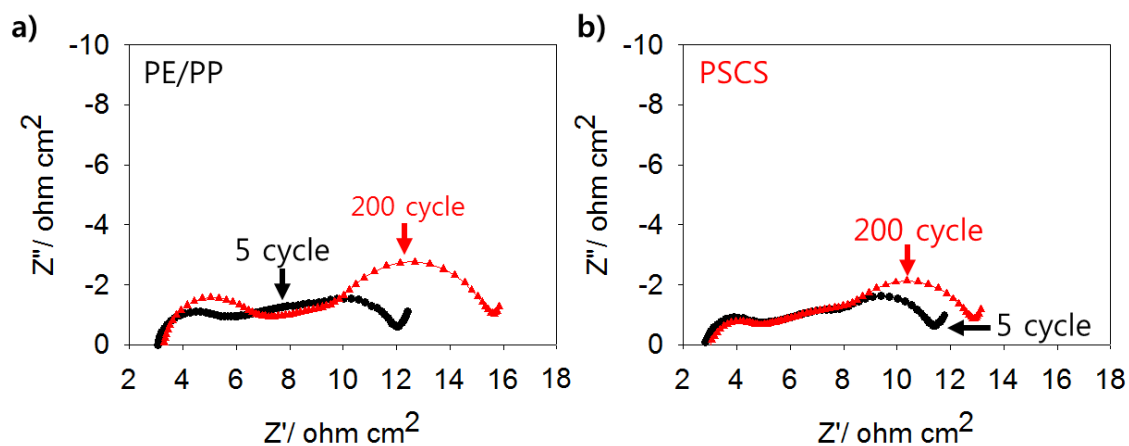 a)
PE/PP
200 cycle
5 cycle
-10
-8
-6
-4
-2
0
Z"/ ohm cm2
2 4 6 8 10 12 14 16 18
Z'/ ohm cm2
b)
PSCS
200 cycle
5 cycle
-10
-8
-6
-4
-2
0
Z"/ ohm cm2
2 4 6 8 10 12 14 16 18
Z'/ ohm cm2